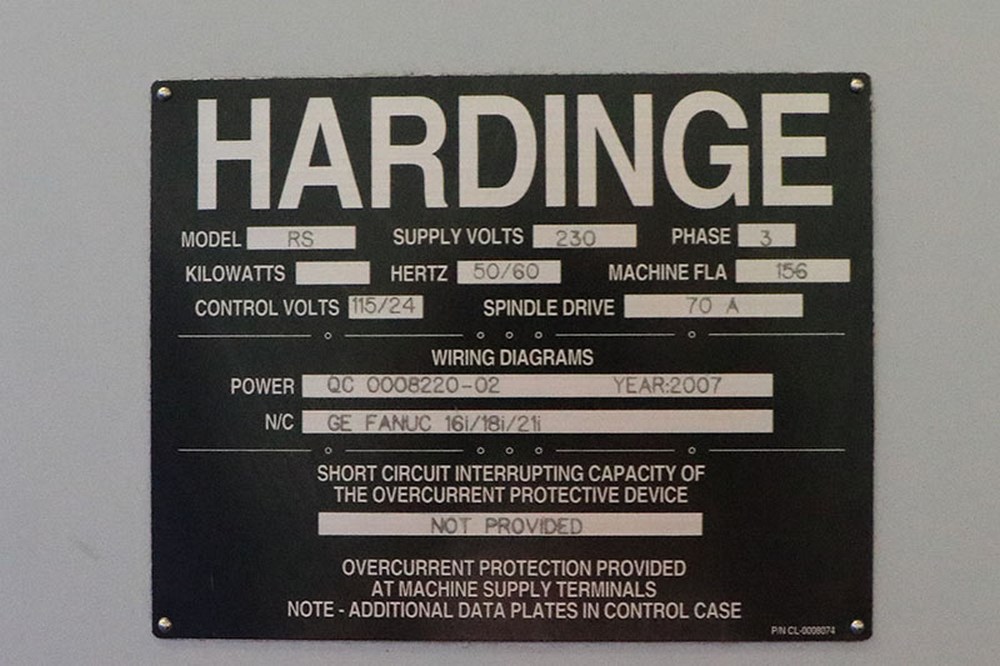 HARDINGE
MODEL RS SUPPLY VOLTS 230 PHASE 3
KILOWATTS HERTZ 50/60 MACHINE FLA 156
CONTROL VOLTS 115/24 SPINDLE DRIVE 70 A
WIRING DIAGRAMS
POWER QC 0008220-02 YEAR:2007
N/C GE FANUC 16i/18i/21i
SHORT CIRCUIT INTERRUPTING CAPACITY OF
THE OVERCURRENT PROTECTIVE DEVICE
NOT PROVIDED
OVERCURRENT PROTECTION PROVIDED
AT MACHINE SUPPLY TERMINALS
NOTE - ADDITIONAL DATA PLATES IN CONTROL CASE
P/N CL-0008074